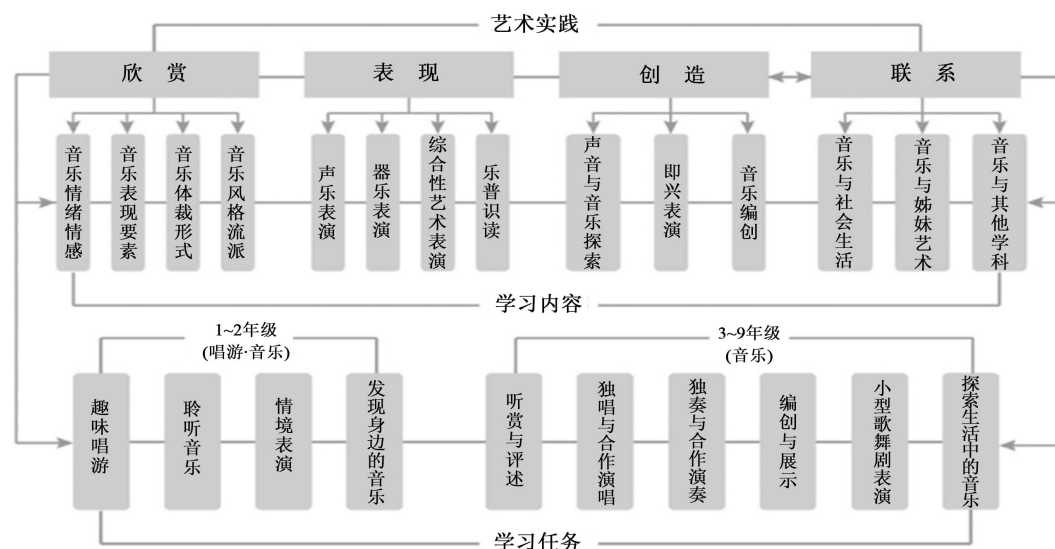 艺术实践
欣 赏
表 现
创 造
联 系
音乐情绪情感
音乐表现要素
音乐体裁形式
音乐风格流派
声乐表演
器乐表演
综合性艺术表演
乐普识读
声音与音乐探索
即兴表演
音乐编创
音乐与社会生活
音乐与姊妹艺术
音乐与其他学科
学习内容
1~2年级
(唱游·音乐)
3~9年级
(音乐)
趣味唱游
聆听音乐
情境表演
发现身边的音乐
听赏与评述
独唱与合作演唱
独奏与合作演奏
编创与展示
小型歌舞剧表演
探索生活中的音乐
学习任务